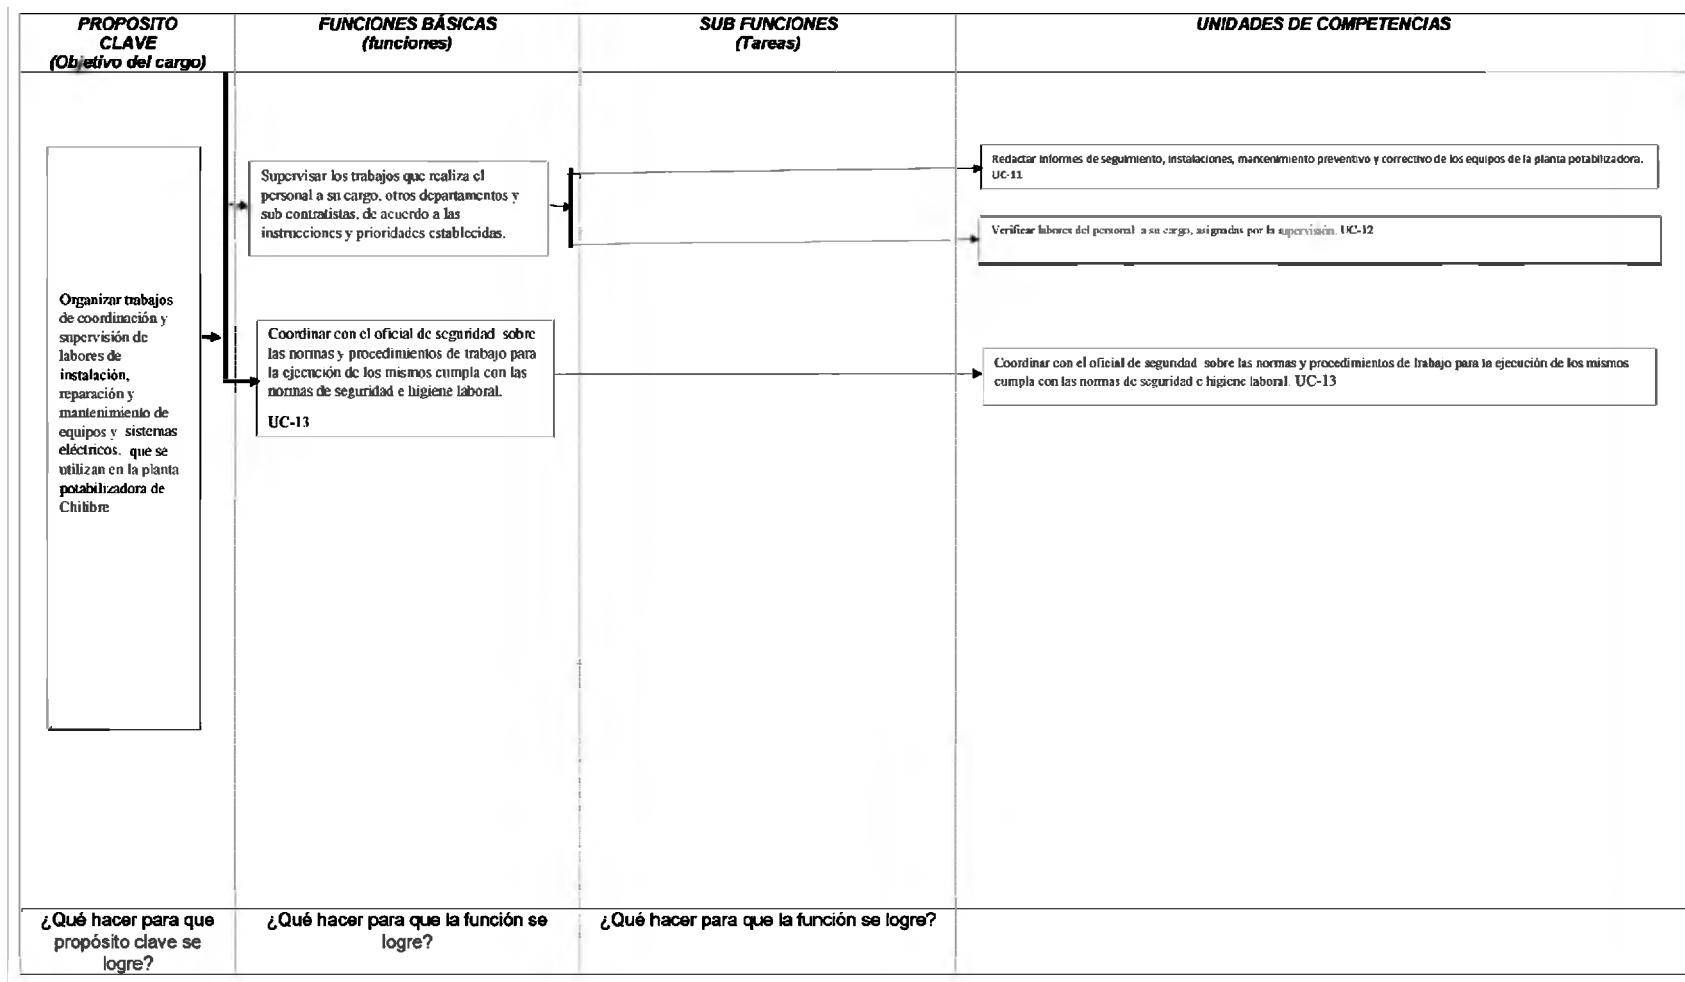 PROPOSITO
CLAVE
(Objetivo del cargo)
FUNCIONES BÁSICAS
(funciones)
SUB FUNCIONES
(Tareas)
UNIDADES DE COMPETENCIAS
Organizar trabajos
de coordinación y
supervisión de
labores de
instalación,
reparación y
mantenimiento de
equipos y sistemas
eléctricos, que se
utilizan en la planta
potabilizadora de
Chilibre
Supervisar los trabajos que realiza el
personal a su cargo, otros departamentos y
sub contratistas, de acuerdo a las
instrucciones y prioridades establecidas.
Coordinar con el oficial de seguridad sobre
las normas y procedimientos de trabajo para
la ejecución de los mismos cumpla con las
normas de seguridad e higiene laboral.
UC-13
Redactar informes de seguimiento, instalaciones, mantenimiento preventivo y correctivo de los equipos de la planta potabilizadora.
UC-11
Verificar labores del personal a su cargo, asignadas por la supervisión. UC-12
Coordinar con el oficial de seguridad sobre las normas y procedimientos de trabajo para la ejecución de los mismos
cumpla con las normas de seguridad e higiene laboral. UC-13
¿Qué hacer para que
propósito clave se
logre?
¿Qué hacer para que la función se
logre?
¿Qué hacer para que la función se logre?